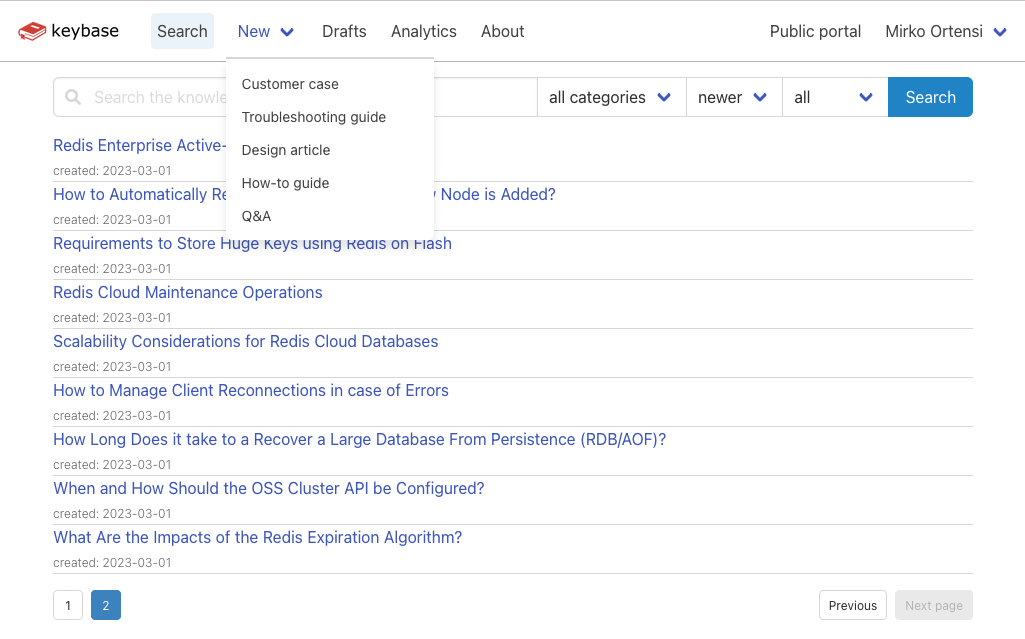 keybase Search New Drafts Analytics About Public portal Mirko Ortensi
Customer case
Troubleshooting guide
Design article
How-to guide
Q&A
Search the all categories newer all Search
Redis Enterprise Active-
created: 2023-03-01
How to Automatically Node is Added?
created: 2023-03-01
Requirements to Store Huge Keys using Redis on Flash
created: 2023-03-01
Redis Cloud Maintenance Operations
created: 2023-03-01
Scalability Considerations for Redis Cloud Databases
created: 2023-03-01
How to Manage Client Reconnections in case of Errors
created: 2023-03-01
How Long Does it take to a Recover a Large Database From Persistence (RDB/AOF)?
created: 2023-03-01
When and How Should the OSS Cluster API be Configured?
created: 2023-03-01
What Are the Impacts of the Redis Expiration Algorithm?
created: 2023-03-01
1 2 Previous Next page